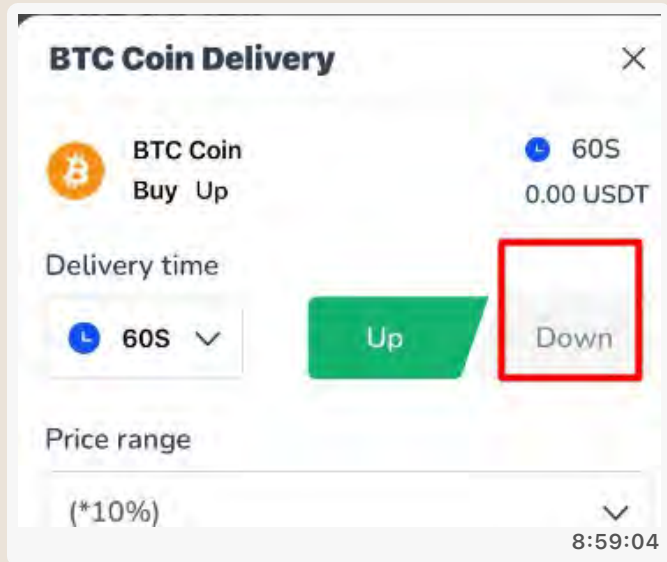 BTC Coin Delivery
BTC Coin
60S
Buy Up
0.00 USDT
Delivery time
60S
Up
Down
Price range
(*10%)
8:59:04